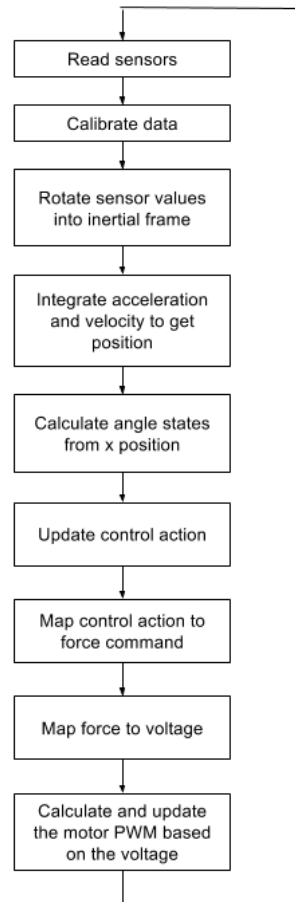 Read sensors
Calibrate data
Rotate sensor values
into inertial frame
Integrate acceleration
and velocity to get
position
Calculate angle states
from x position
Update control action
Map control action to
force command
Map force to voltage
Calculate and update
the motor PWM based
on the voltage